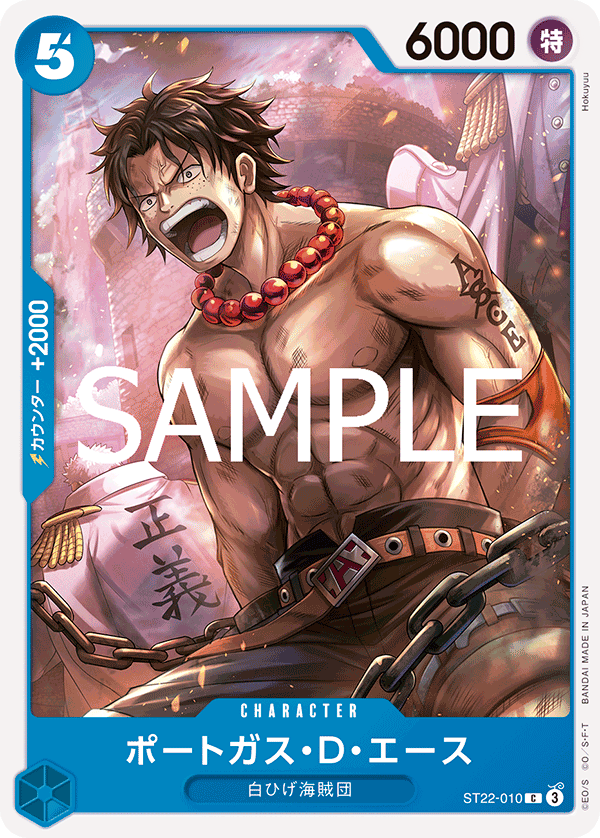 5
6000
特
Hokuyuu
カウンター +2000
SAMPLE
正義
CHARACTER
ポートガス・D・エース
白ひげ海賊団
ST22-010 C 3
©EO/S ©O/S・F・T BANDAI MADE IN JAPAN